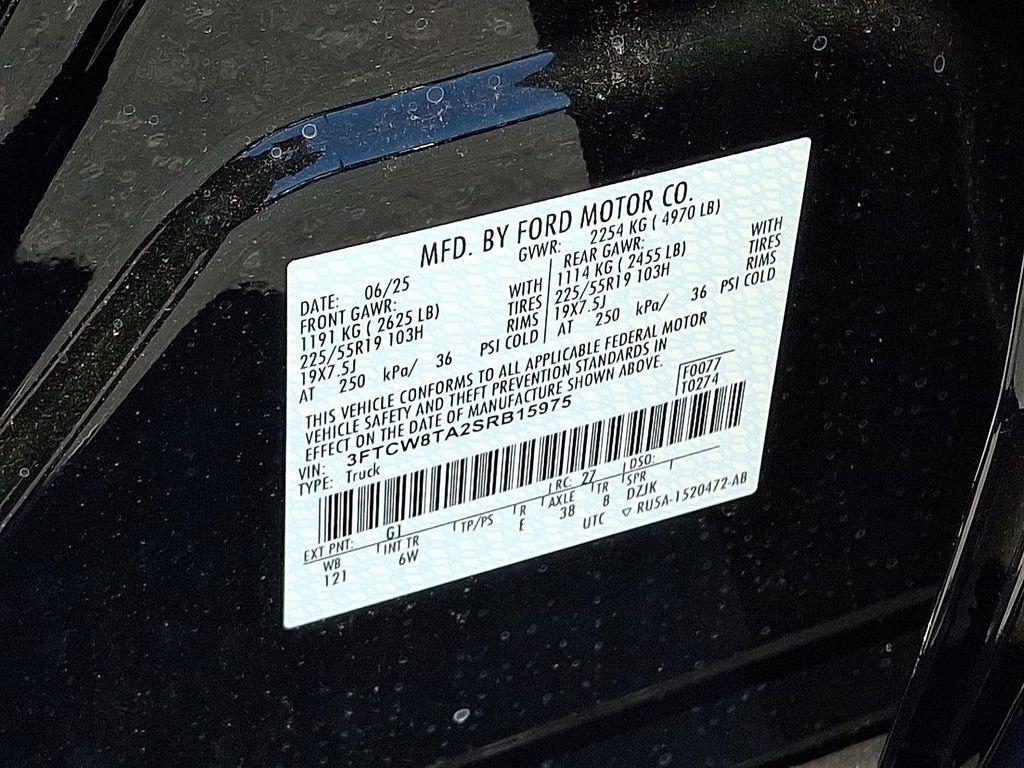 MFD. BY FORD MOTOR CO.
DATE: 06/25 GVWR: 2254 KG ( 4970 LB)
FRONT GAWR: REAR GAWR:
1191 KG ( 2625 LB) WITH 1114 KG ( 2455 LB) WITH
225/55R19 103H TIRES 225/55R19 103H TIRES
19X7.5J RIMS 19X7.5J RIMS
AT 250 kPa/ 36 PSI COLD AT 250 kPa/ 36 PSI COLD
THIS VEHICLE CONFORMS TO ALL APPLICABLE FEDERAL MOTOR
VEHICLE SAFETY AND THEFT PREVENTION STANDARDS IN
EFFECT ON THE DATE OF MANUFACTURE SHOWN ABOVE.
VIN: 3FTCW8TA2SRB15975 F0077
TYPE: Truck T0274
EXT PNT: G1 RC: 27 DSO:
WB INT TR TP/PS R AXLE TR SPR
121 6W E 3B 8 DZJK
UTC ▽ RU5A-1520472-AB